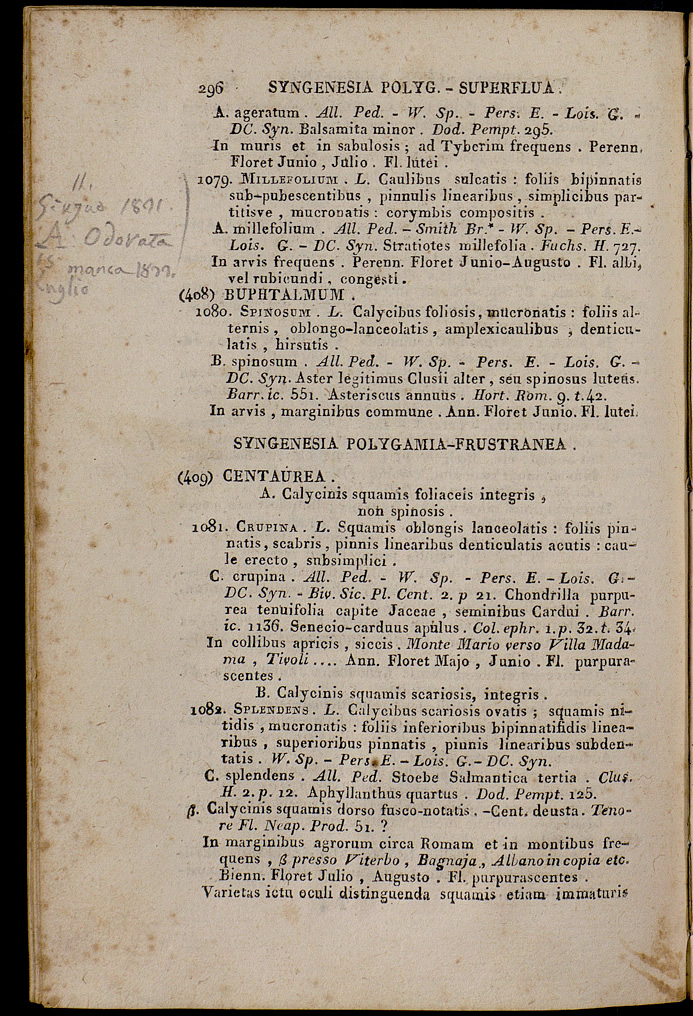 296 SYNGENESIA POLYG. - SUPERFLUA.
A. ageratum. All. Ped. - W. Sp. - Pers. E. - Lois. G. -
DC. Syn. Balsamita minor. Dod. Pempt. 295.
In muris et in sabulosis; ad Tyberim frequens. Perenn.
Floret Junio, Julio. Fl. lutei.
1079. MILLEFOLIUM. L. Caulibus sulcatis: foliis bipinnatis
sub-pubescentibus, pinnulis linearibus, simplicibus par-
titisve, mucronatis: corymbis compositis.
A. millefolium. All. Ped. - Smith Br.* - W. Sp. - Pers. E.-
Lois. G. - DC. Syn. Stratiotes millefolia. Fuchs. H. 727.
In arvis frequens. Perenn. Floret Junio-Augusto. Fl. albi,
vel rubicundi, congesti.
11.
Giugno 1821.
A. Odorata
manca 1822.
(408) BUPHTALMUM.
1080. SPINOSUM. L. Calycibus foliosis, mucronatis: foliis al-
ternis, oblongo-lanceolatis, amplexicaulibus, denticu-
latis, hirsutis.
B. spinosum. All. Ped. - W. Sp. - Pers. E. - Lois. G. -
DC. Syn. Aster legitimus Clusii alter, seu spinosus luteus.
Barr. ic. 551. Asteriscus annuus. Hort. Rom. 9. t. 42.
In arvis, marginibus commune. Ann. Floret Junio. Fl. lutei.
SYNGENESIA POLYGAMIA-FRUSTRANEA.
(409) CENTAUREA.
A. Calycinis squamis foliaceis integris,
non spinosis.
1081. CRUPINA. L. Squamis oblongis lanceolatis: foliis pin-
natis, scabris, pinnis linearibus denticulatis acutis: cau-
le erecto, subsimplici.
C. crupina. All. Ped. - W. Sp. - Pers. E. - Lois. G. -
DC. Syn. - Biv. Sic. Pl. Cent. 2. p 21. Chondrilla purpu-
rea tenuifolia capite Jaceae, seminibus Cardui. Barr.
ic. 1136. Senecio-carduus apulus. Col. ephr. 1. p. 32. t. 34.
In collibus apricis, siccis. Monte Mario verso Villa Mada-
ma, Tivoli.... Ann. Floret Majo, Junio. Fl. purpura-
scentes.
B. Calycinis squamis scariosis, integris.
1082. SPLENDENS. L. Calycibus scariosis ovatis; squamis ni-
tidis, mucronatis: foliis inferioribus bipinnatifidis linea-
ribus, superioribus pinnatis, pinnis linearibus subden-
tatis. W. Sp. - Pers. E. - Lois. G. - DC. Syn.
C. splendens. All. Ped. Stoebe Salmantica tertia. Clus.
H. 2. p. 12. Aphyllanthus quartus. Dod. Pempt. 125.
β. Calycinis squamis dorso fusco-notatis. -Cent. deusta. Teno-
re Fl. Neap. Prod. 51. ?
In marginibus agrorum circa Romam et in montibus fre-
quens, β presso Viterbo, Bagnaja, Albano in copia etc.
Bienn. Floret Julio, Augusto. Fl. purpurascentes.
Varietas ictu oculi distinguenda squamis etiam immaturis